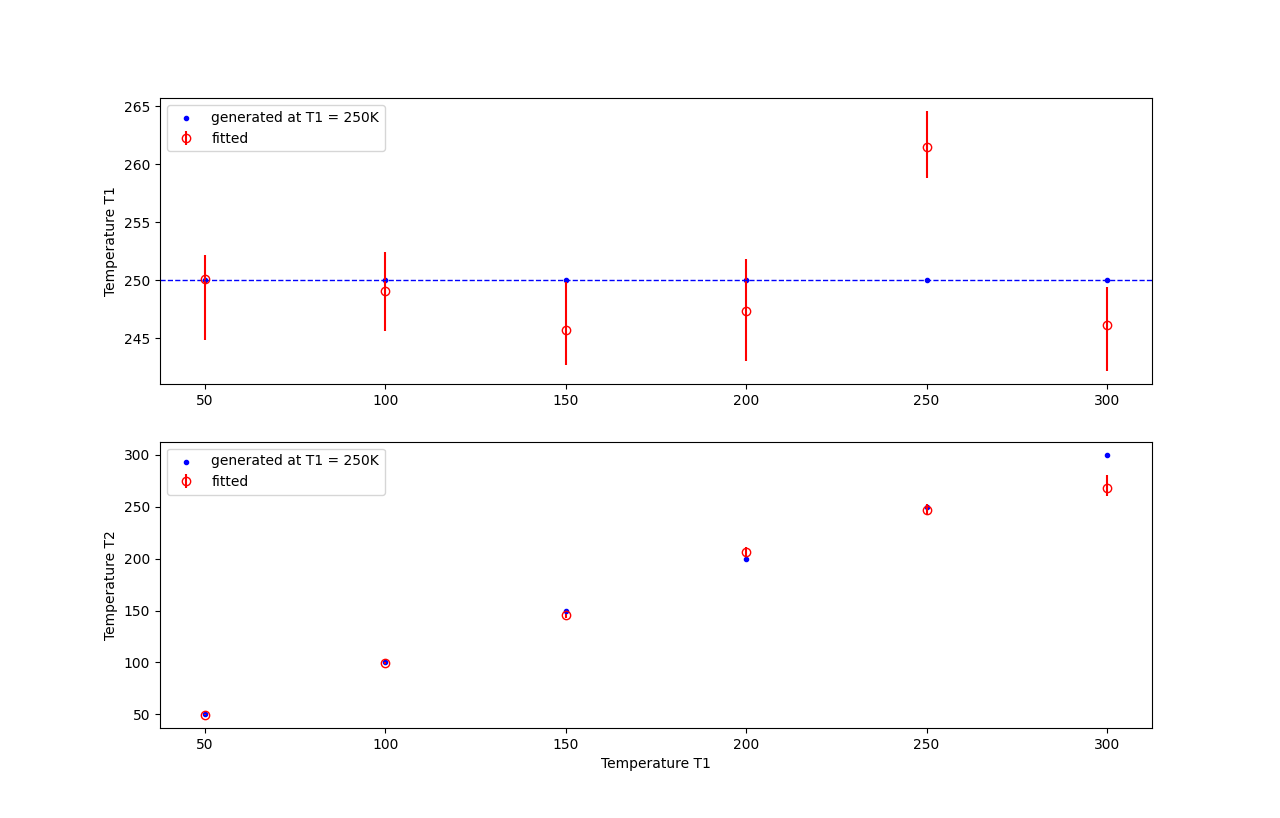 265
260
255
250
245
Temperature T1
generated at T1 = 250K
fitted
50 100 150 200 250 300
300
250
200
150
100
50
Temperature T2
generated at T1 = 250K
fitted
50 100 150 200 250 300
Temperature T1